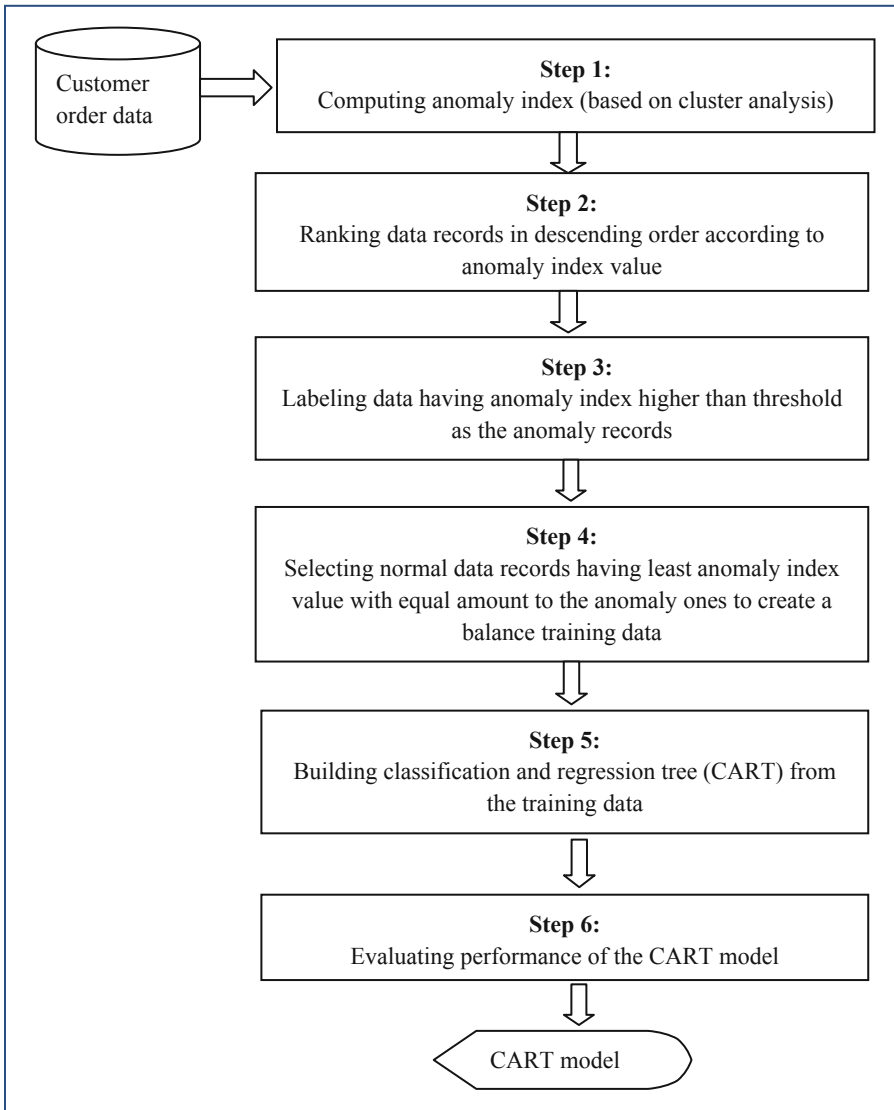 Customer
order data
Step 1:
Computing anomaly index (based on cluster analysis)
Step 2:
Ranking data records in descending order according to
anomaly index value
Step 3:
Labeling data having anomaly index higher than threshold
as the anomaly records
Step 4:
Selecting normal data records having least anomaly index
value with equal amount to the anomaly ones to create a
balance training data
Step 5:
Building classification and regression tree (CART) from
the training data
Step 6:
Evaluating performance of the CART model
CART model